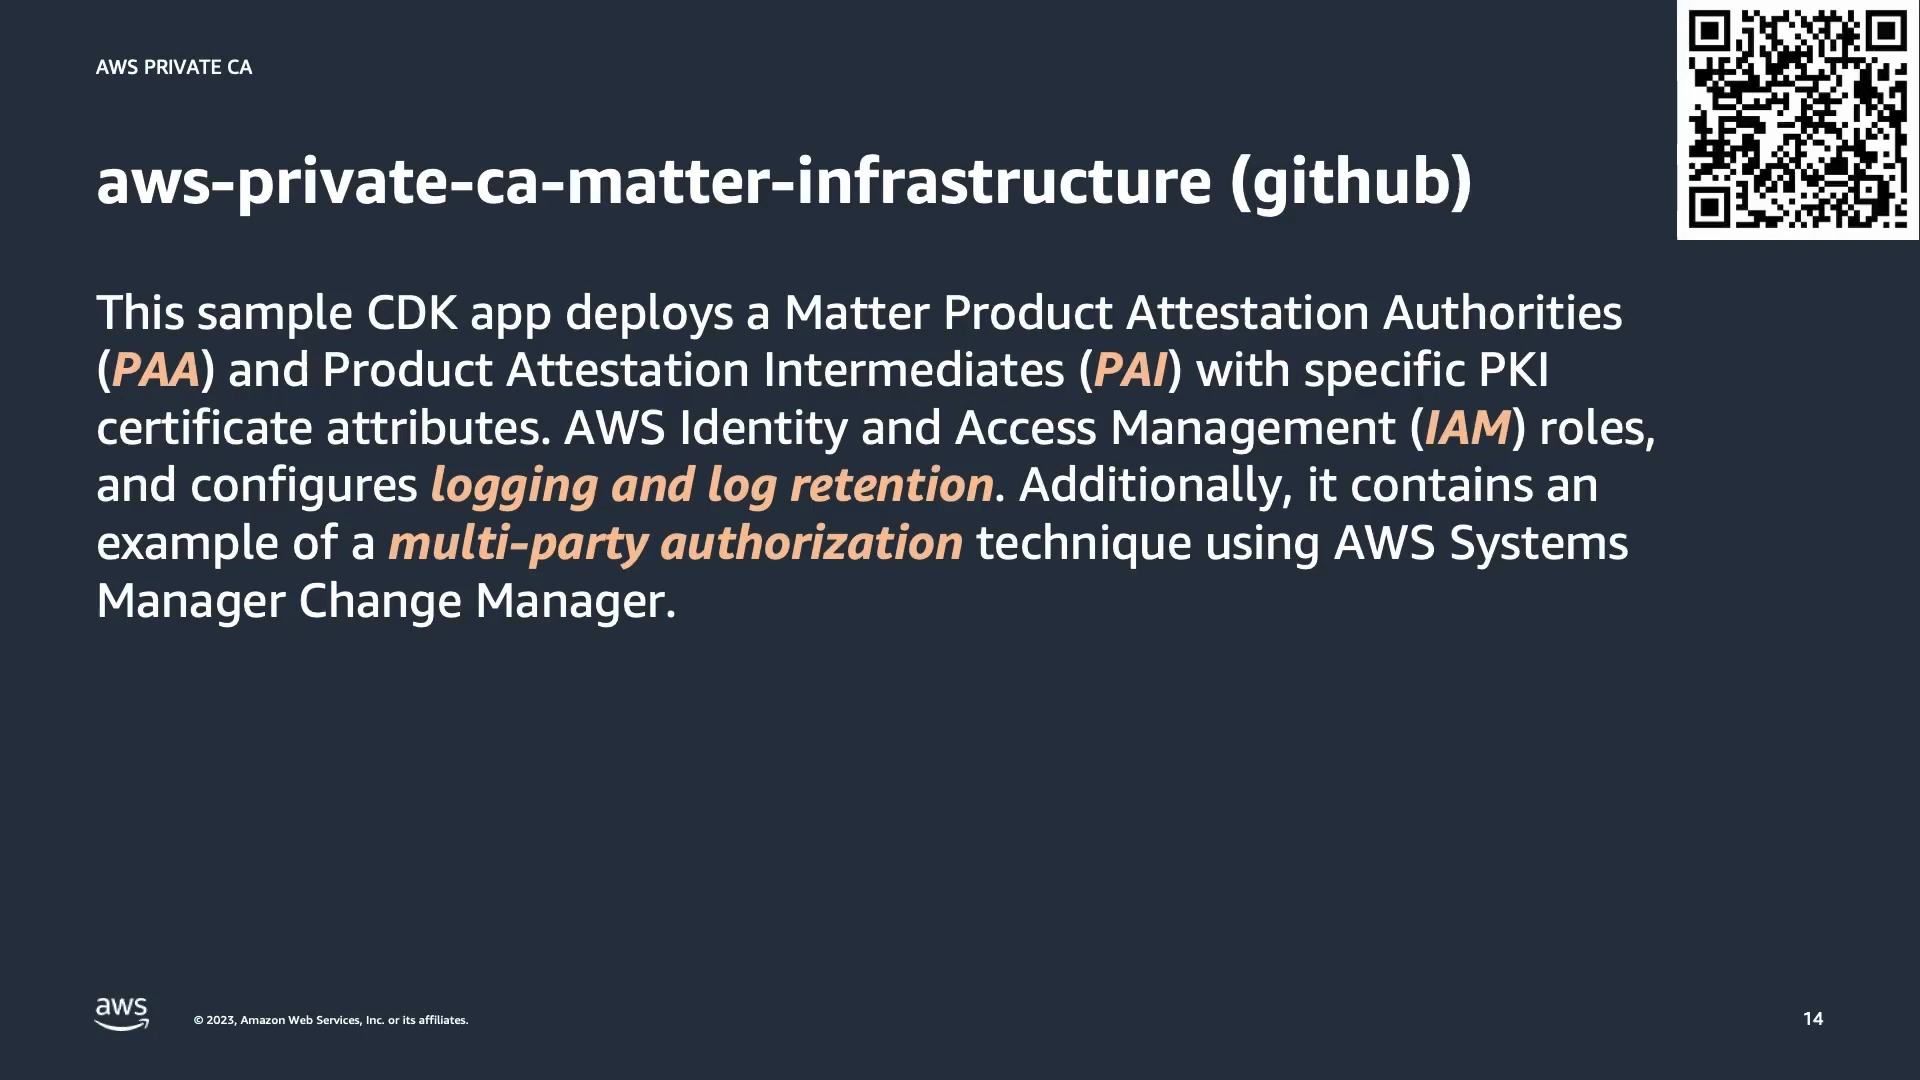 AWS PRIVATE CA
aws-private-ca-matter-infrastructure (github)
This sample CDK app deploys a Matter Product Attestation Authorities
(PAA) and Product Attestation Intermediates (PAI) with specific PKI
certificate attributes. AWS Identity and Access Management (IAM) roles,
and configures logging and log retention. Additionally, it contains an
example of a multi-party authorization technique using AWS Systems
Manager Change Manager.
aws
© 2023, Amazon Web Services, Inc. or its affiliates.
14